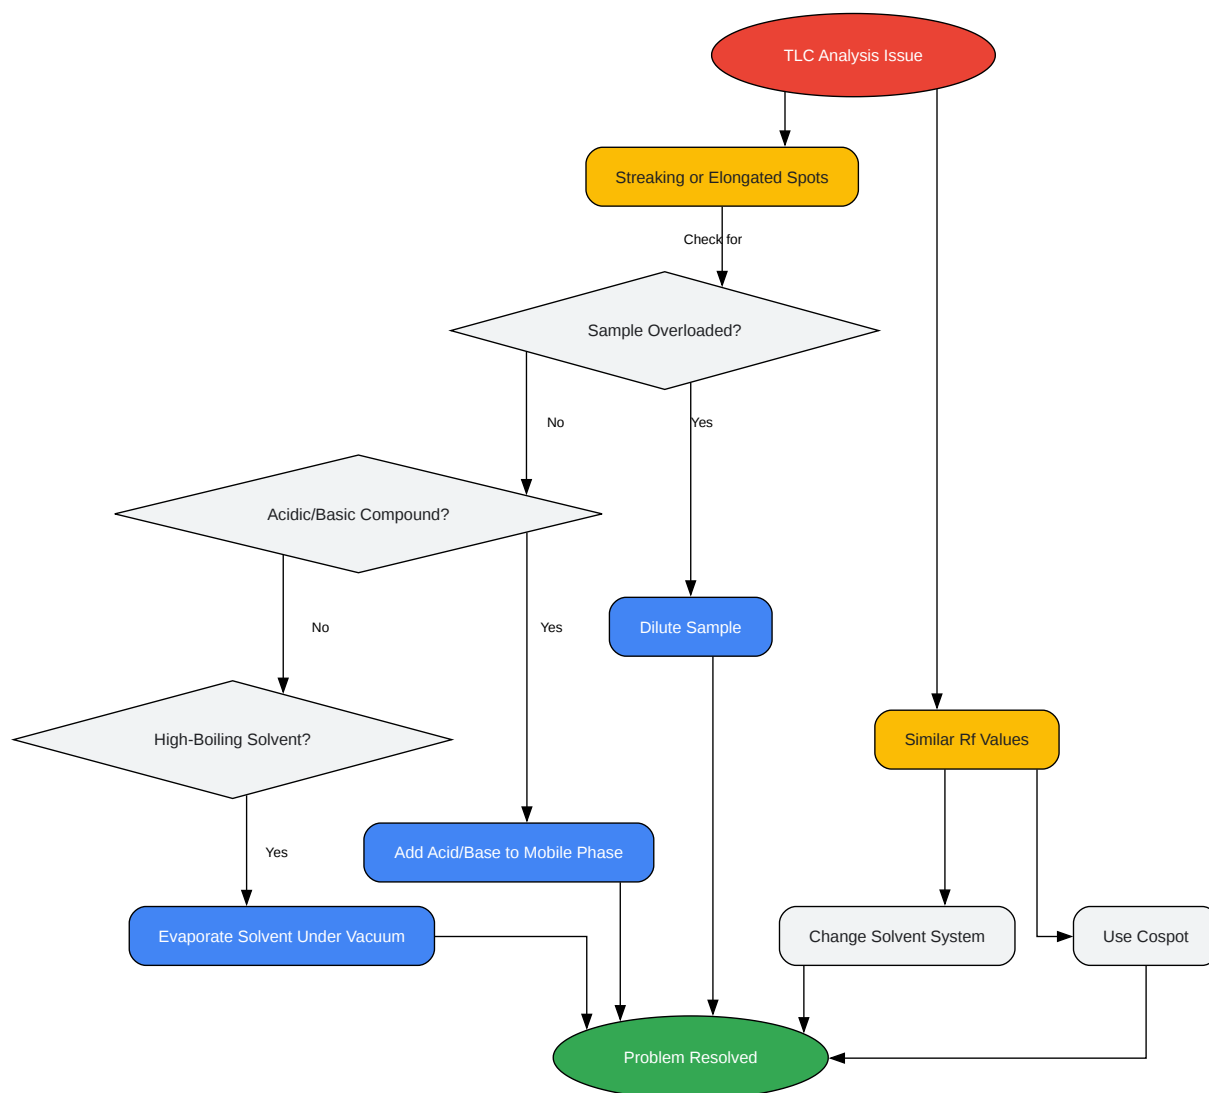 TLC Analysis Issue
Streaking or Elongated Spots
Check for
Sample Overloaded?
No
Yes
Acidic/Basic Compound?
No
Yes
Dilute Sample
High-Boiling Solvent?
Similar Rf Values
Yes
Add Acid/Base to Mobile Phase
Evaporate Solvent Under Vacuum
Change Solvent System
Use Cospot
Problem Resolved